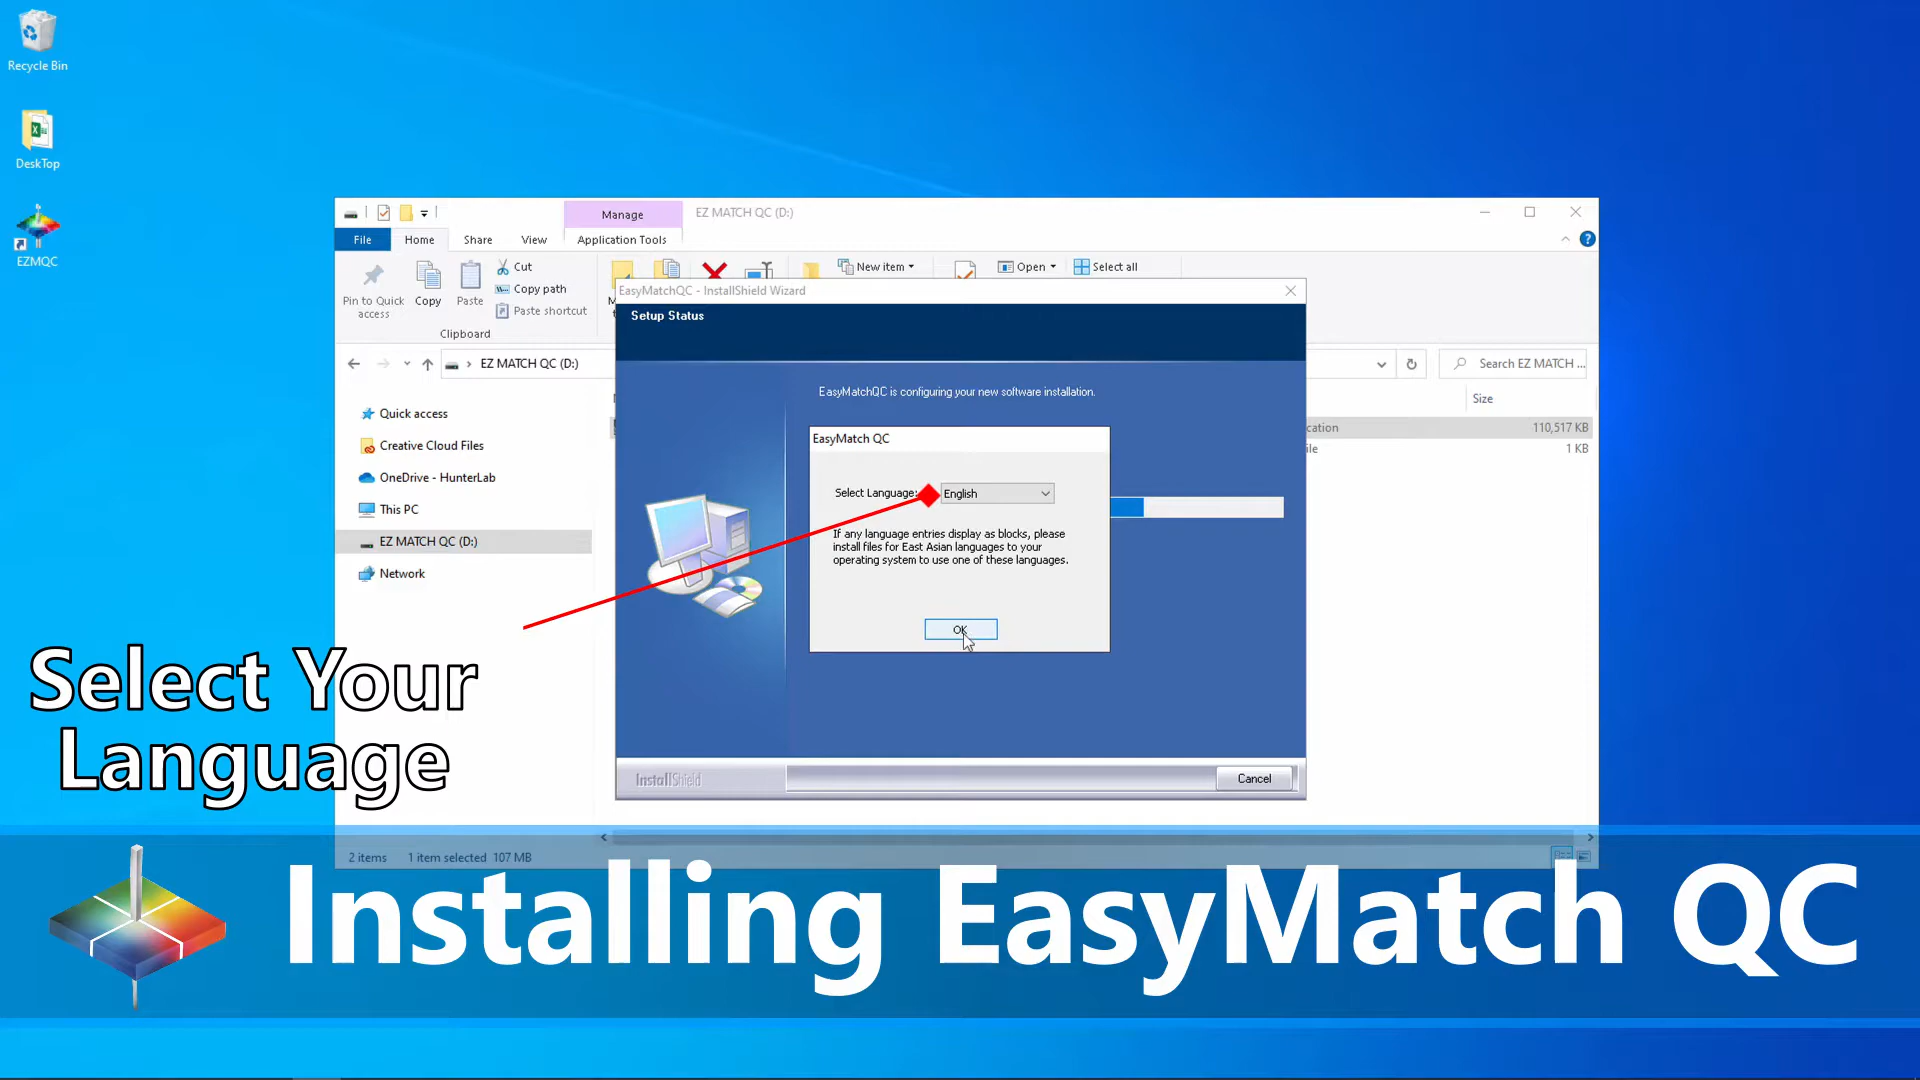 Recycle Bin
DeskTop
EZMQC
Manage
EZ MATCH QC (D:)
File
Home
Share
View
Application Tools
Pin to Quick
access
Copy
Paste
Cut
Copy path
Paste shortcut
Clipboard
New item
Open
Select all
EZ MATCH QC (D:)
Search EZ MATCH ...
Size
cation
110,517 KB
ile
1 KB
Quick access
Creative Cloud Files
OneDrive - HunterLab
This PC
EZ MATCH QC (D:)
Network
2 items
1 item selected 107 MB
EasyMatchQC - InstallShield Wizard
Setup Status
EasyMatchQC is configuring your new software installation.
EasyMatch QC
Select Language:
English
If any language entries display as blocks, please
install files for East Asian languages to your
operating system to use one of these languages.
OK
InstallShield
Cancel
Select Your
Language
Installing EasyMatch QC